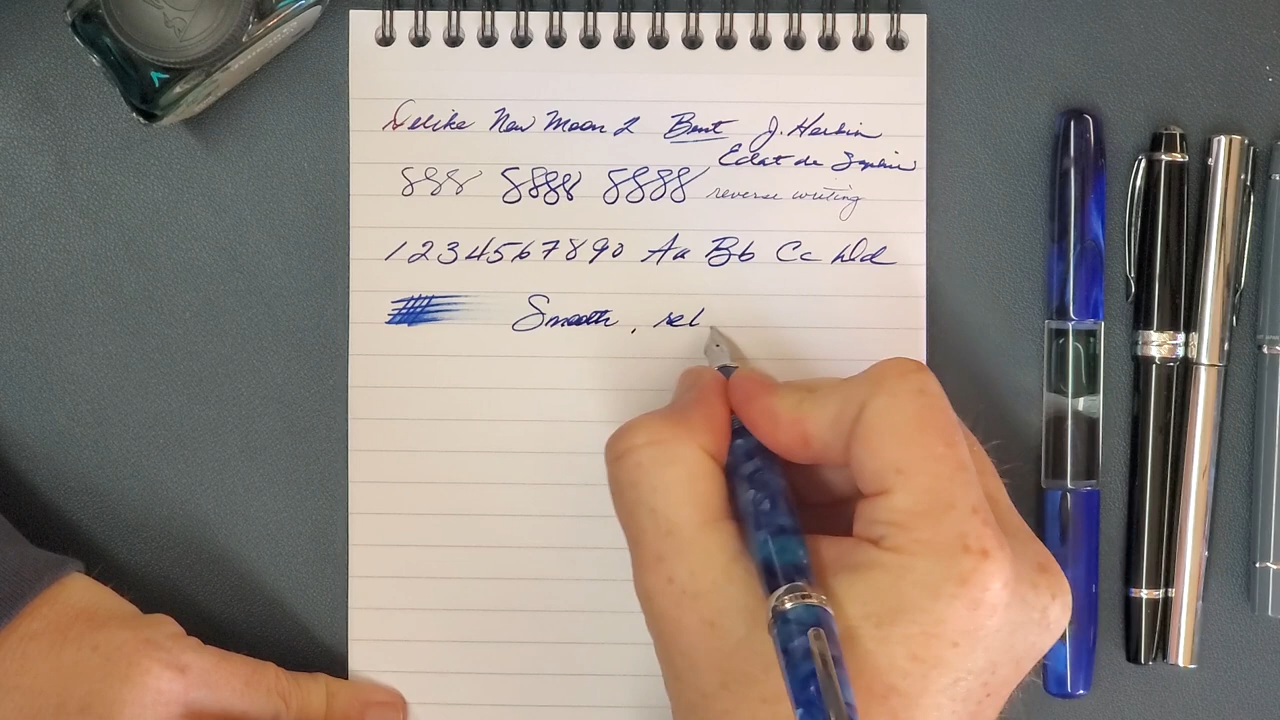 Delike New Moon 2 Bent J. Herbin
Eclat de Saphir
888 8888 8888 reverse writing
1234567890 Aa Bb Cc Dd
Smooth, rel